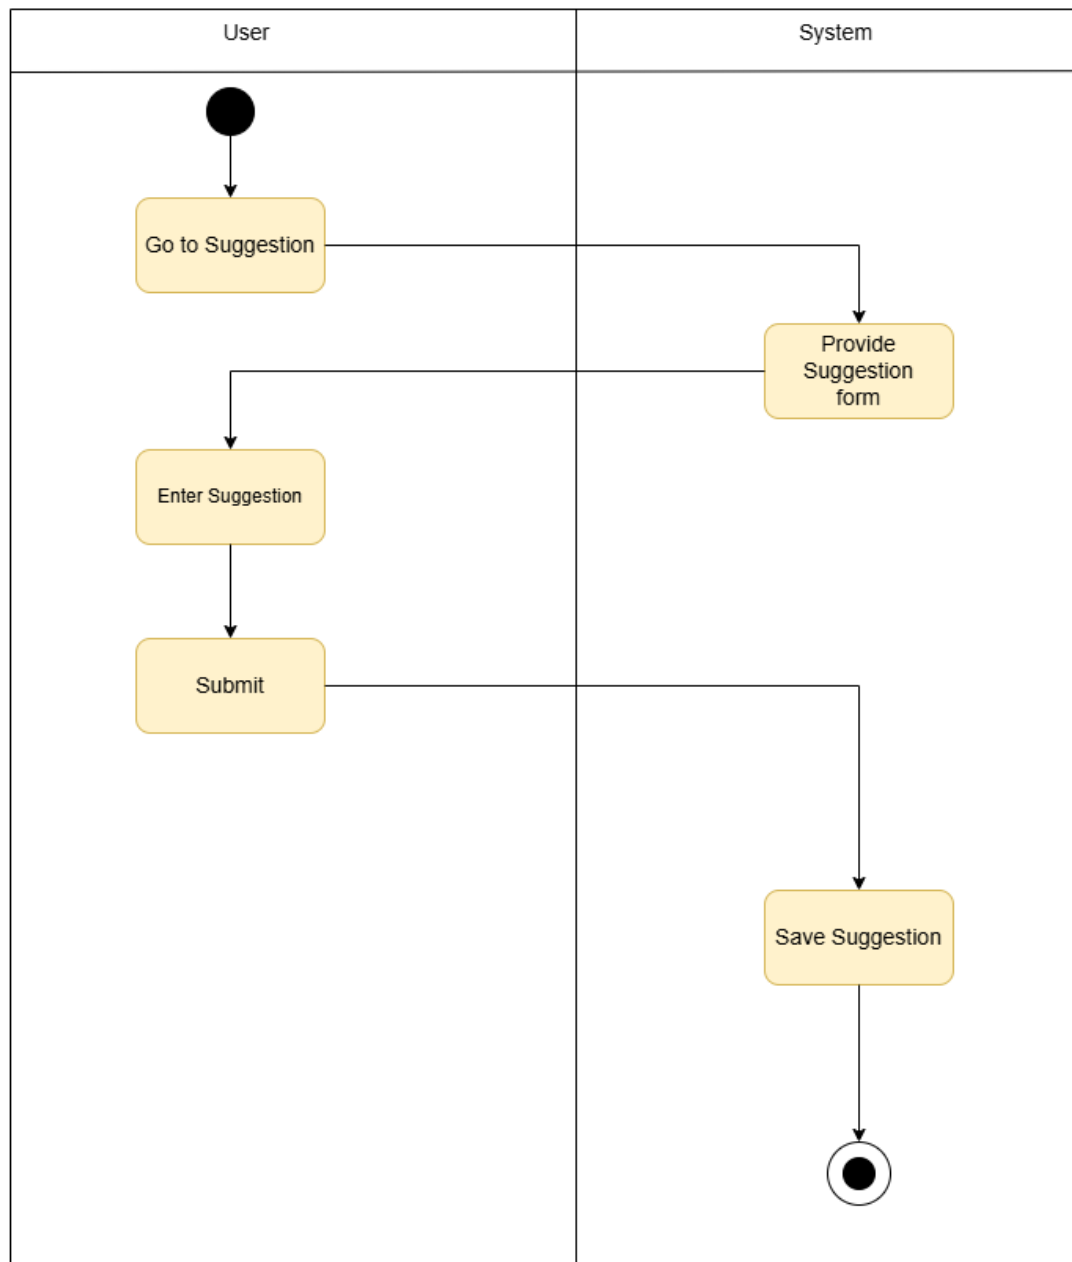 User
System
Go to Suggestion
Provide
Suggestion
form
Enter Suggestion
Submit
Save Suggestion